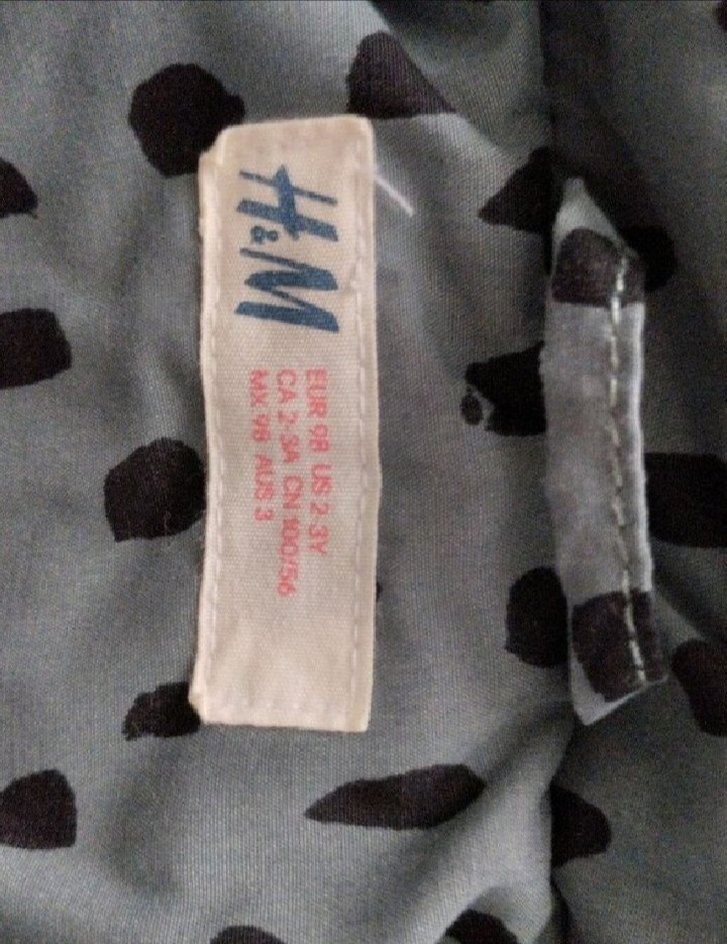 H&M
EUR 98 US 2-3Y
CA 2-3A CN 100/56
MX 98 AUS 3